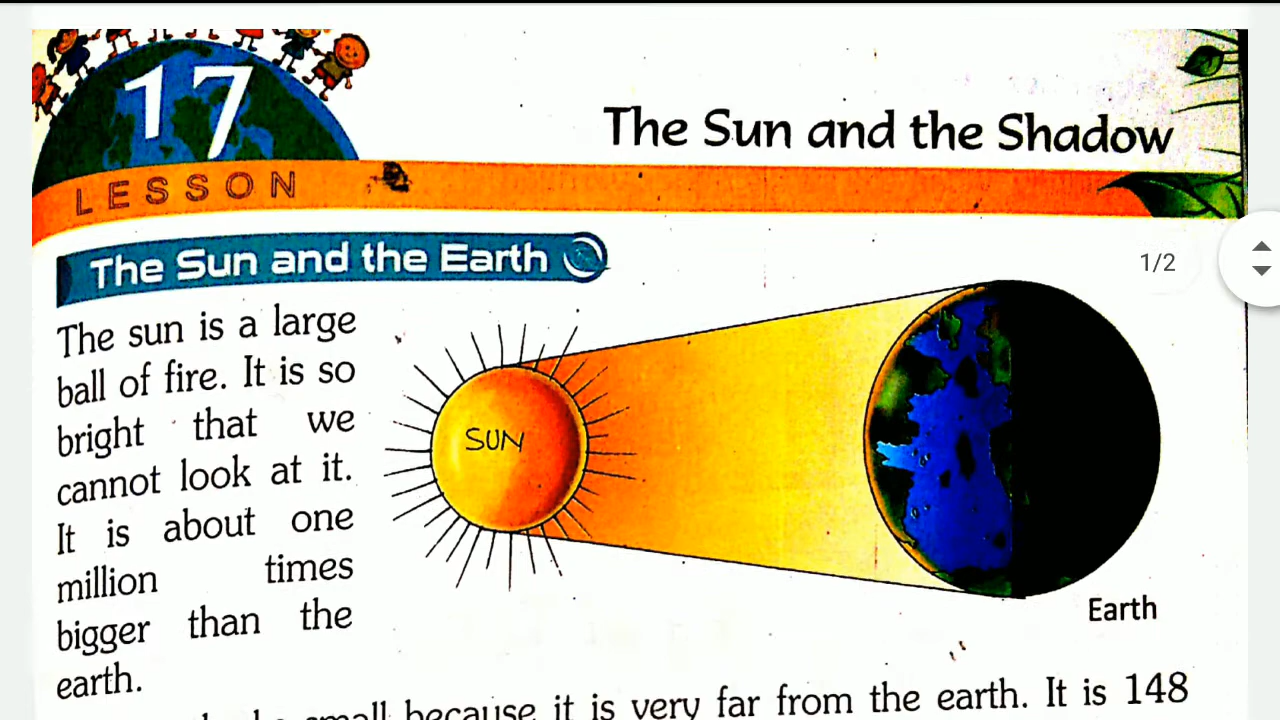 17
LESSON
The Sun and the Shadow
The Sun and the Earth
1/2
The sun is a large
ball of fire. It is so
bright that we
cannot look at it.
It is about one
million times
bigger than the
earth.
SUN
Earth
small because it is very far from the earth. It is 148